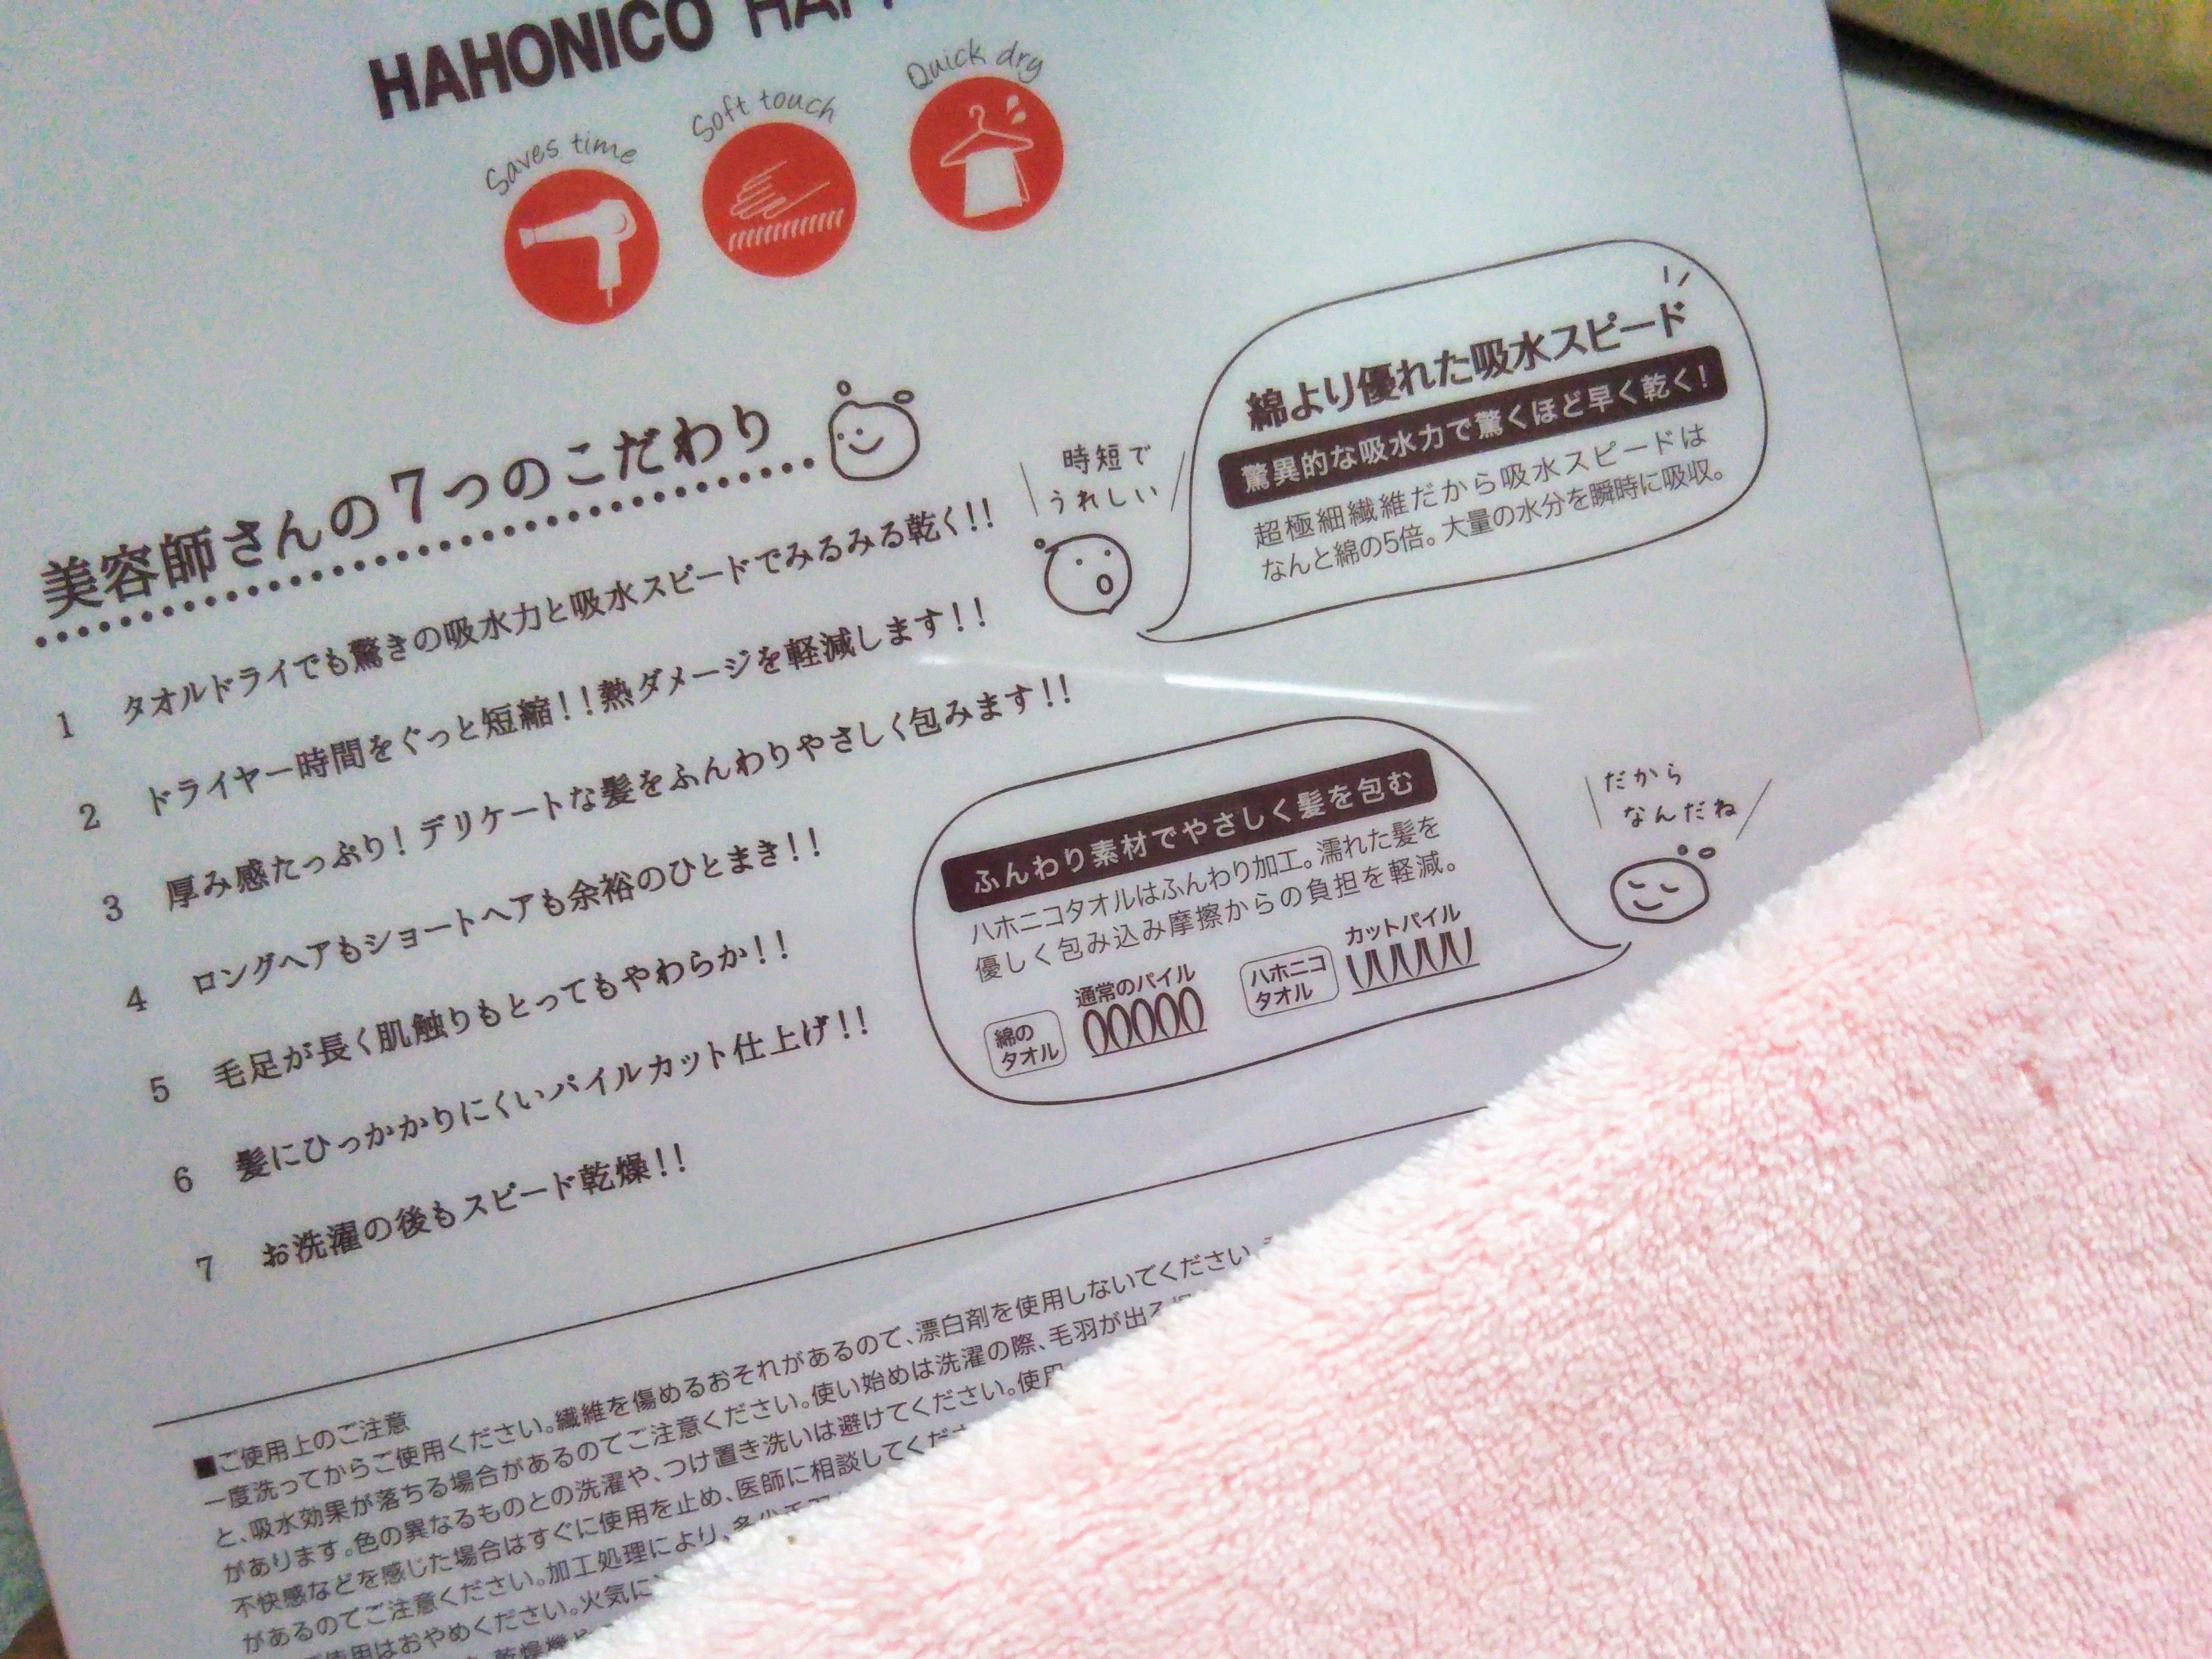 HAHONICO
Saves time
Soft touch
Quick dry
美容師さんの7つのこだわり
1 タオルドライでも驚きの吸水力と吸水スピードでみるみる乾く!!
2 ドライヤー時間をぐっと短縮!!熱ダメージを軽減します!!
3 厚み感たっぷり!デリケートな髪をふんわりやさしく包みます!!
4 ロングヘアもショートヘアも余裕のひとまき!!
5 毛足が長く肌触りもとってもやわらか!!
6 髪にひっかかりにくいパイルカット仕上げ!!
7 お洗濯の後もスピード乾燥!!
時短で
うれしい
綿より優れた吸水スピード
驚異的な吸水力で驚くほど早く乾く!
超極細繊維だから吸水スピードは
なんと綿の5倍。大量の水分を瞬時に吸収。
だから
なんだね
ふんわり素材でやさしく髪を包む
ハホニコタオルはふんわり加工。濡れた髪を
優しく包み込み摩擦からの負担を軽減。
綿の
タオル
通常のパイル
ハホニコ
タオル
カットパイル
■ご使用上のご注意
一度洗ってからご使用ください。繊維を傷めるおそれがあるので、漂白剤を使用しないでください。
と、吸水効果が落ちる場合があるのでご注意ください。使い始めは洗濯の際、毛羽が出る
があります。色の異なるものとの洗濯や、つけ置き洗いは避けてください。使用
不快感などを感じた場合はすぐに使用を止め、医師に相談してくだ
があるのでご注意ください。加工処理により、多少
使用はおやめください。火気に
乾燥機